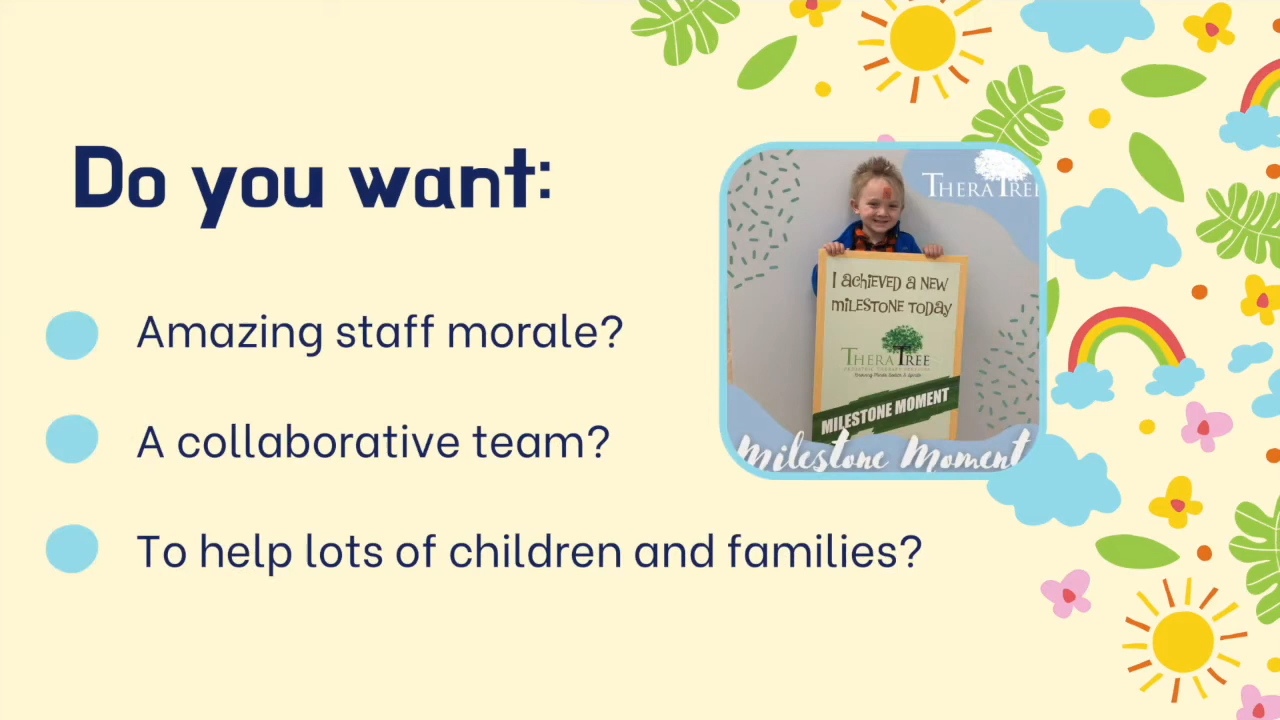 Do you want:
Amazing staff morale?
A collaborative team?
To help lots of children and families?
THERATREE
I ACHIEVED A NEW
MILESTONE TODAY
THERATREE
MILESTONE MOMENT
Milestone Moment